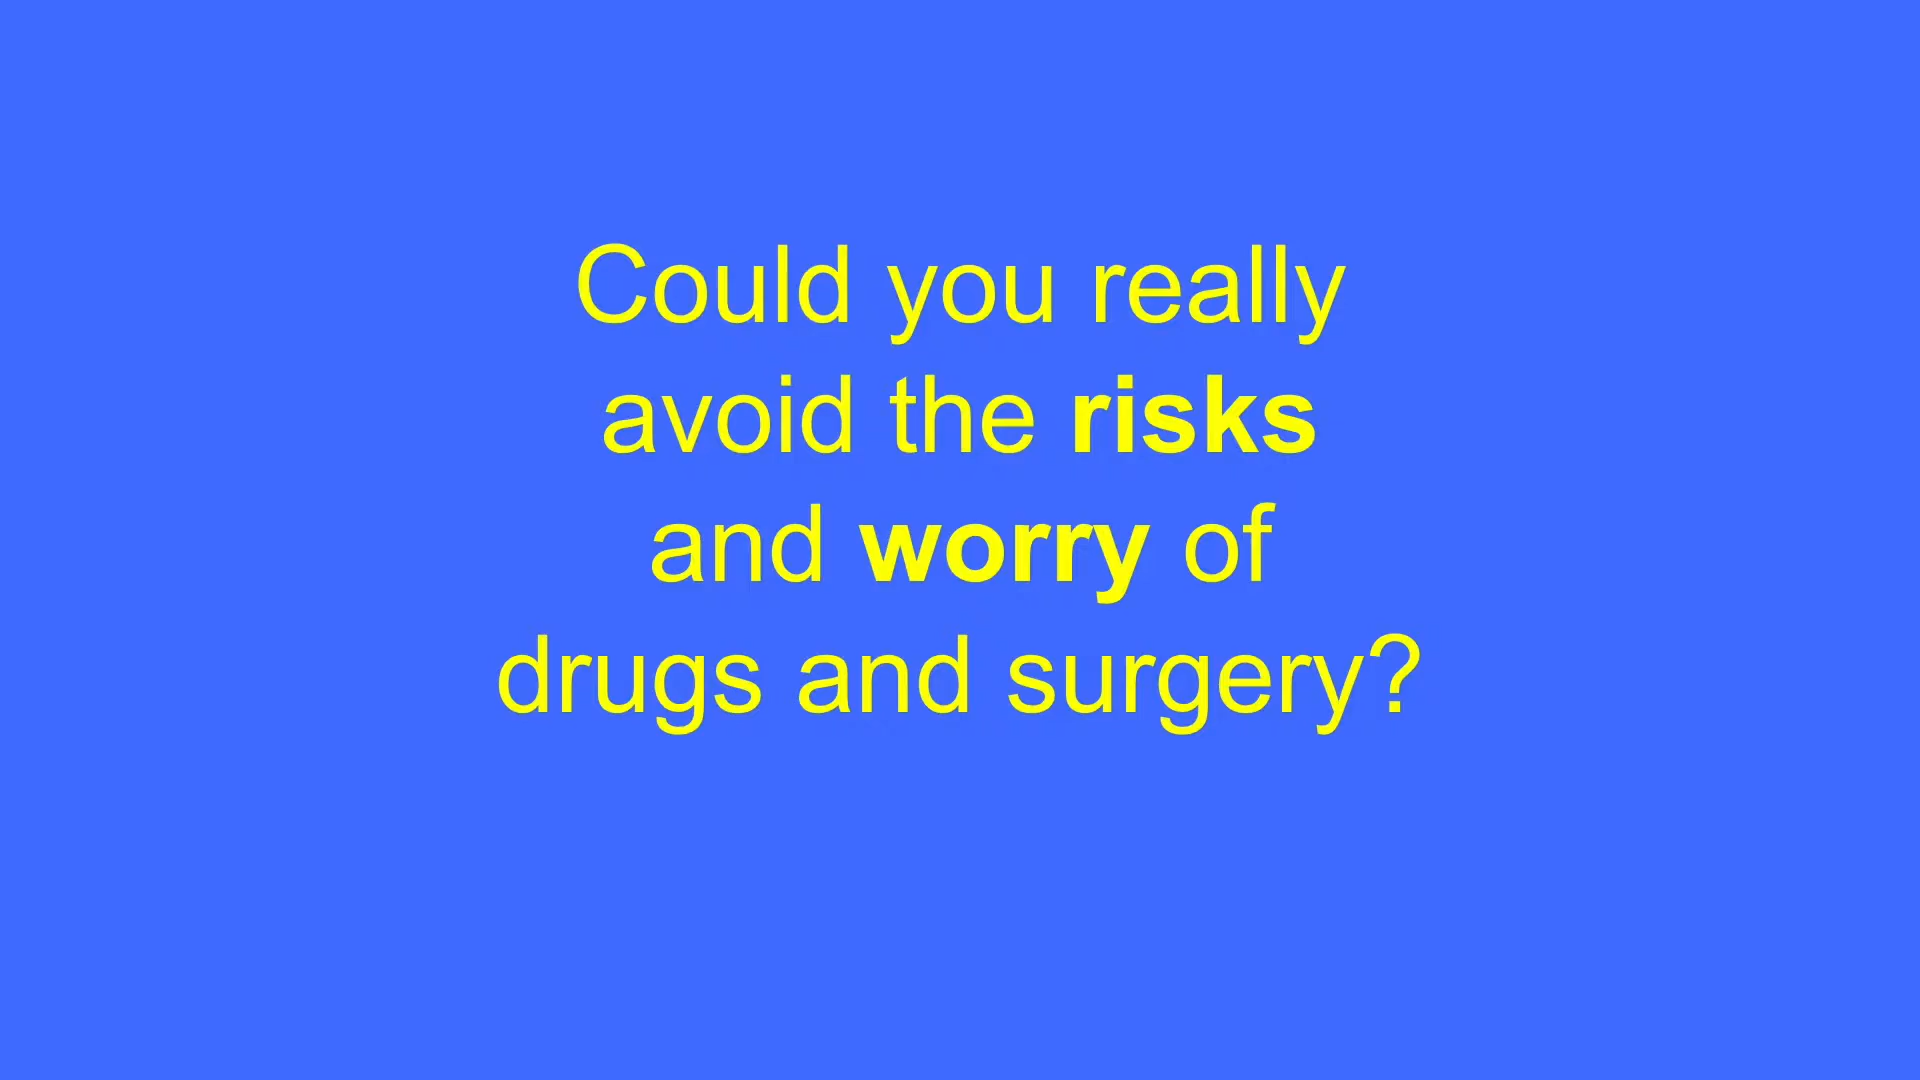 Could you really
avoid the risks
and worry of
drugs and surgery?